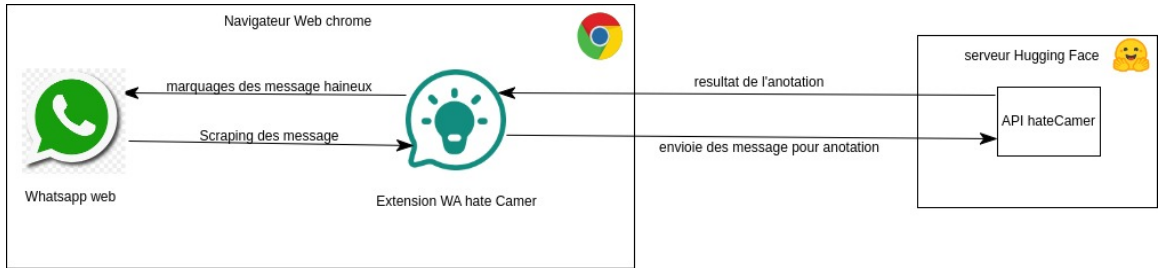 Navigateur Web chrome
serveur Hugging Face
marquages des message haineux
resultat de l'anotation
API hateCamer
Scraping des message
envioie des message pour anotation
Whatsapp web
Extension WA hate Camer